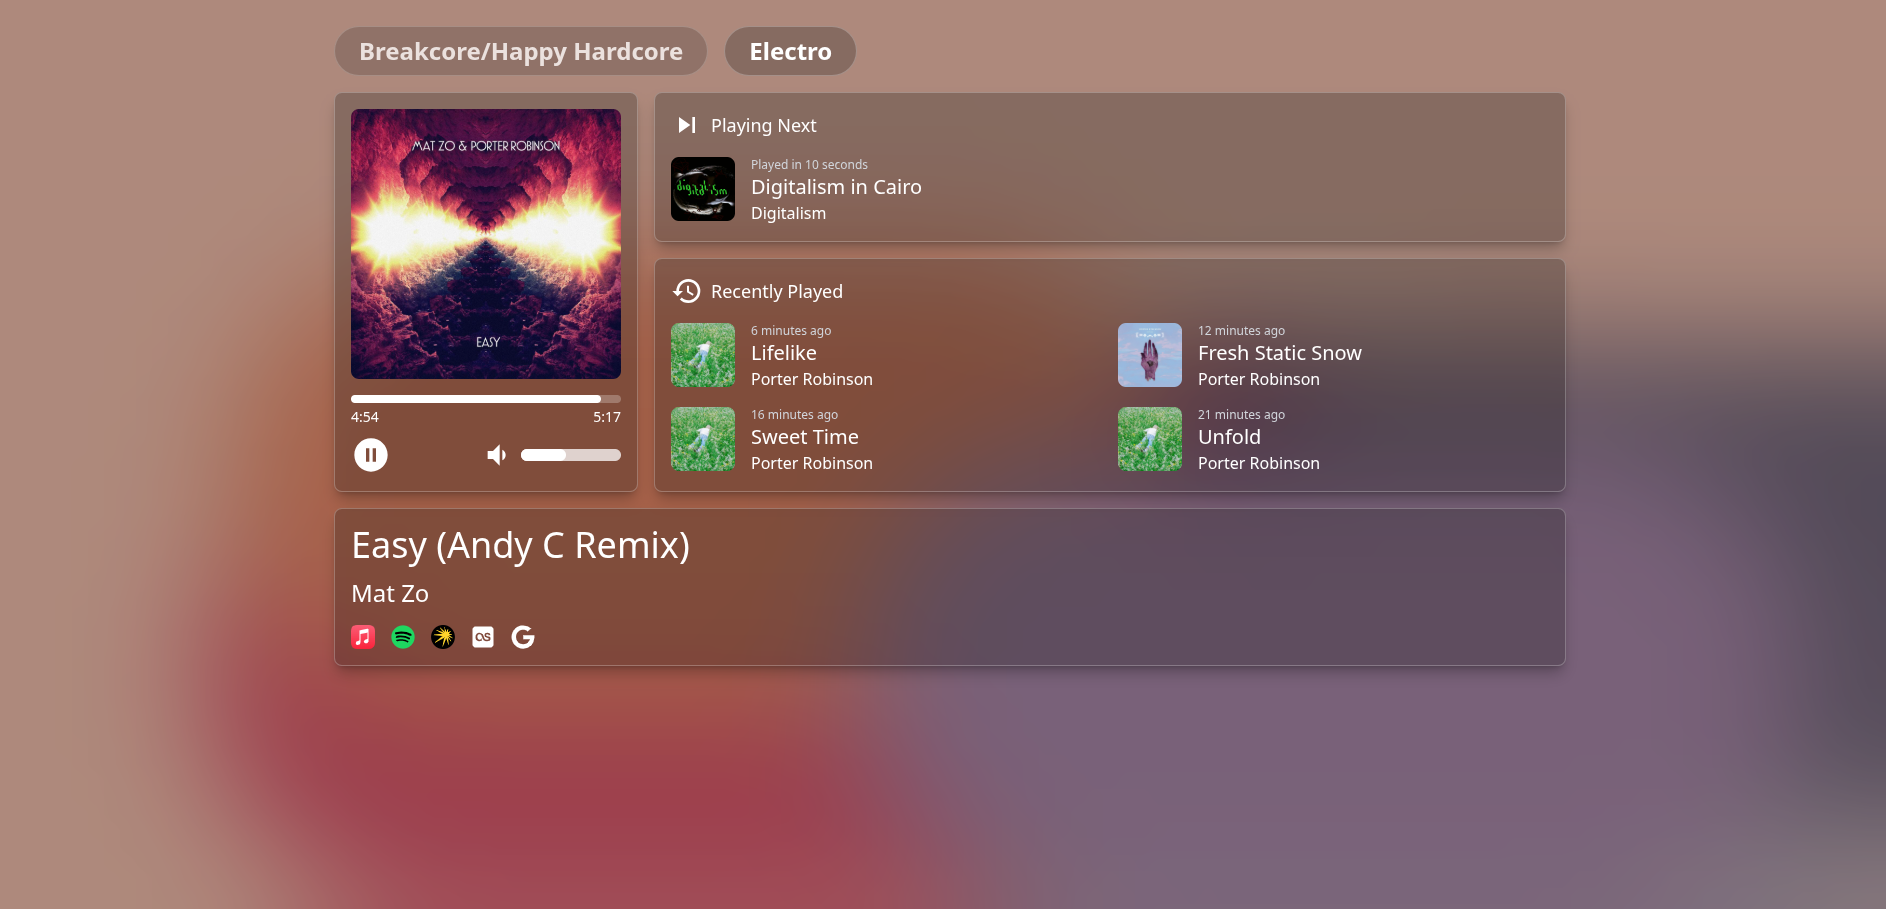 Breakcore/Happy Hardcore
Electro
MAT ZO & PORTER ROBINSON
EASY
4:54
5:17
Playing Next
digitalism
Played in 10 seconds
Digitalism in Cairo
Digitalism
Recently Played
6 minutes ago
Lifelike
Porter Robinson
12 minutes ago
Fresh Static Snow
Porter Robinson
16 minutes ago
Sweet Time
Porter Robinson
21 minutes ago
Unfold
Porter Robinson
Easy (Andy C Remix)
Mat Zo